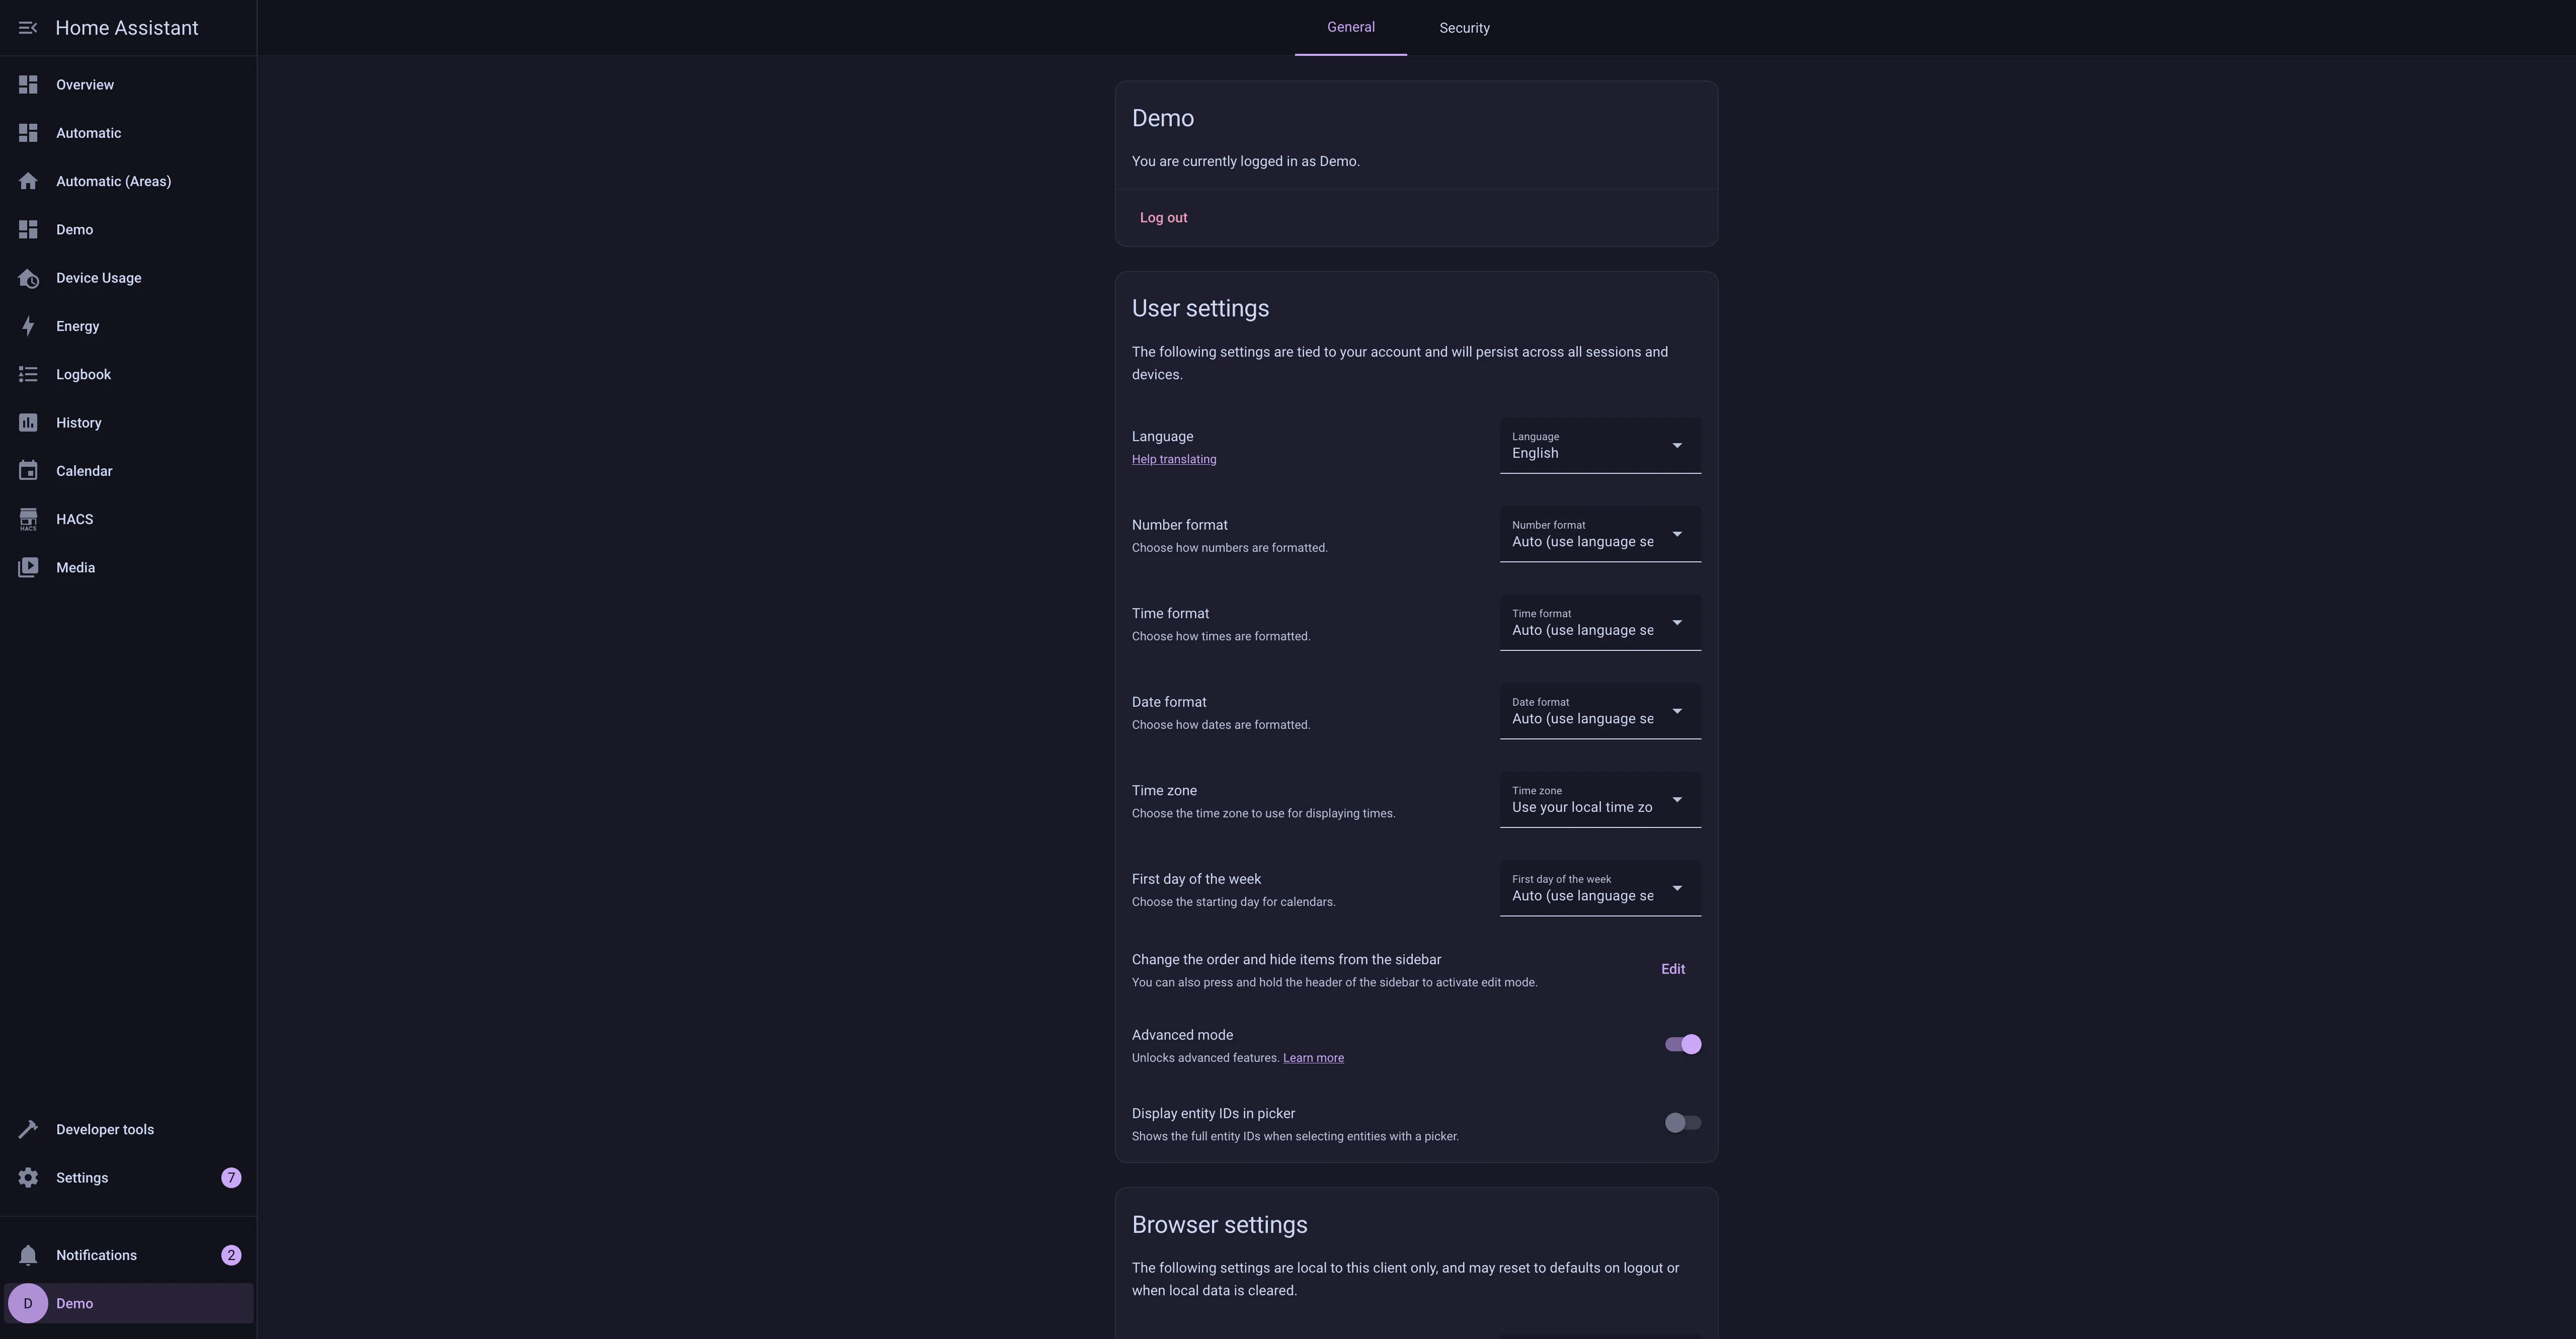 Home Assistant
Overview
Automatic
Automatic (Areas)
Demo
Device Usage
Energy
Logbook
History
Calendar
HACS
HACS
Media
Developer tools
Settings
7
Notifications
2
D
Demo
General
Security
Demo
You are currently logged in as Demo.
Log out
User settings
The following settings are tied to your account and will persist across all sessions and
devices.
Language
Help translating
Language
English
Number format
Choose how numbers are formatted.
Number format
Auto (use language se
Time format
Choose how times are formatted.
Time format
Auto (use language se
Date format
Choose how dates are formatted.
Date format
Auto (use language se
Time zone
Choose the time zone to use for displaying times.
Time zone
Use your local time zo
First day of the week
Choose the starting day for calendars.
First day of the week
Auto (use language se
Change the order and hide items from the sidebar
You can also press and hold the header of the sidebar to activate edit mode.
Edit
Advanced mode
Unlocks advanced features. Learn more
Display entity IDs in picker
Shows the full entity IDs when selecting entities with a picker.
Browser settings
The following settings are local to this client only, and may reset to defaults on logout or
when local data is cleared.